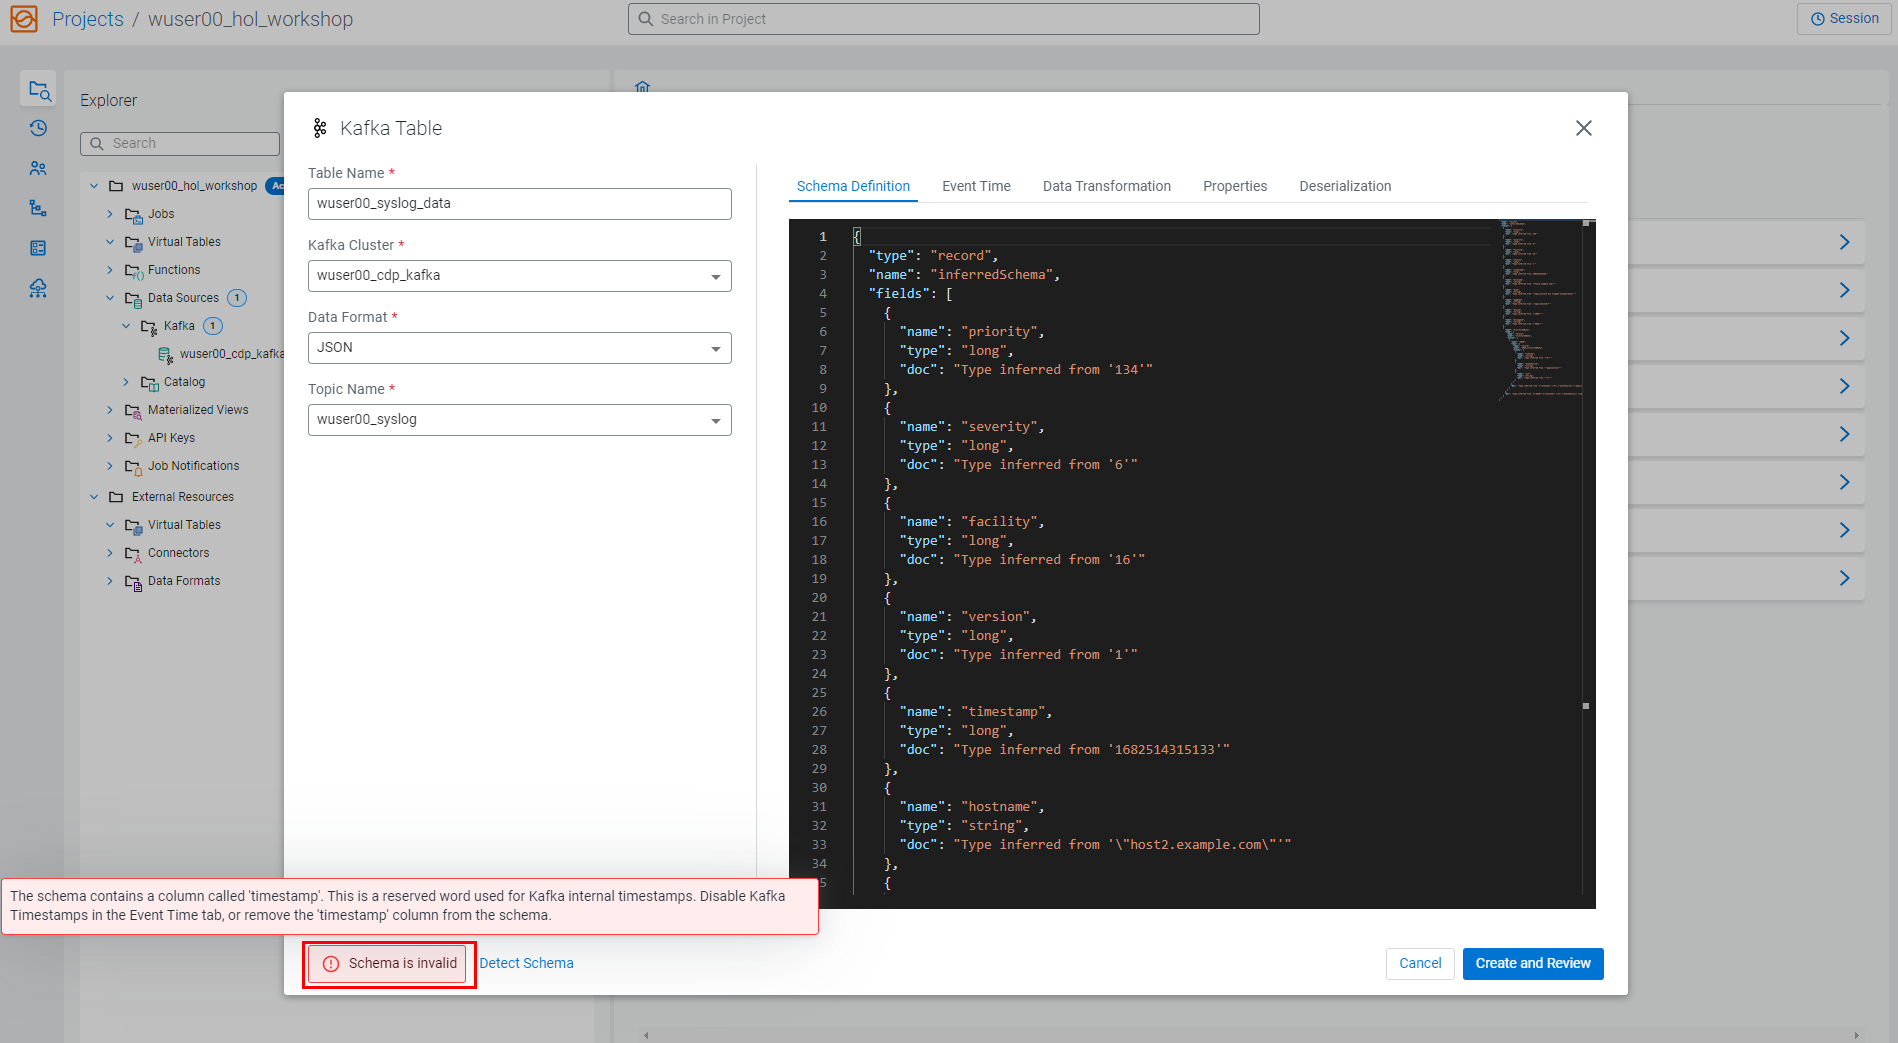 Projects / wuser00_hol_workshop
Search in Project
Session
Explorer
Search
wuser00_hol_workshop
Jobs
Virtual Tables
Functions
Data Sources 1
Kafka 1
wuser00_cdp_kafka
Catalog
Materialized Views
API Keys
Job Notifications
External Resources
Virtual Tables
Connectors
Data Formats
Kafka Table
Table Name *
wuser00_syslog_data
Kafka Cluster *
wuser00_cdp_kafka
Data Format *
JSON
Topic Name *
wuser00_syslog
Schema Definition Event Time Data Transformation Properties Deserialization
1 {
2 "type": "record",
3 "name": "inferredSchema",
4 "fields": [
5 {
6 "name": "priority",
7 "type": "long",
8 "doc": "Type inferred from '134'"
9 },
10 {
11 "name": "severity",
12 "type": "long",
13 "doc": "Type inferred from '6'"
14 },
15 {
16 "name": "facility",
17 "type": "long",
18 "doc": "Type inferred from '16'"
19 },
20 {
21 "name": "version",
22 "type": "long",
23 "doc": "Type inferred from '1'"
24 },
25 {
26 "name": "timestamp",
27 "type": "long",
28 "doc": "Type inferred from '1682514315133'"
29 },
30 {
31 "name": "hostname",
32 "type": "string",
33 "doc": "Type inferred from '\"host2.example.com\"'"
34 },
5 {
The schema contains a column called 'timestamp'. This is a reserved word used for Kafka internal timestamps. Disable Kafka
Timestamps in the Event Time tab, or remove the 'timestamp' column from the schema.
Schema is invalid
Detect Schema
Cancel
Create and Review